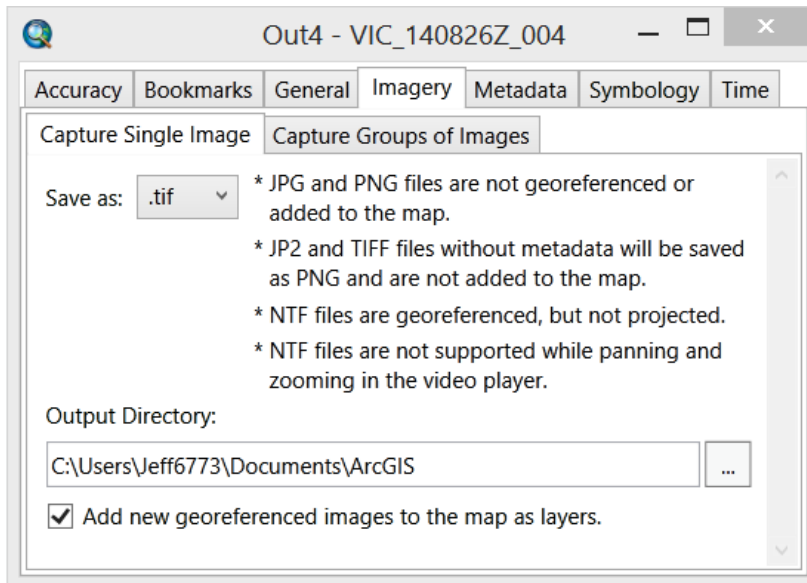 Out4 - VIC_140826Z_004
Accuracy Bookmarks General Imagery Metadata Symbology Time
Capture Single Image Capture Groups of Images
Save as: .tif
* JPG and PNG files are not georeferenced or
added to the map.
* JP2 and TIFF files without metadata will be saved
as PNG and are not added to the map.
* NTF files are georeferenced, but not projected.
* NTF files are not supported while panning and
zooming in the video player.
Output Directory:
C:\Users\Jeff6773\Documents\ArcGIS ...
Add new georeferenced images to the map as layers.